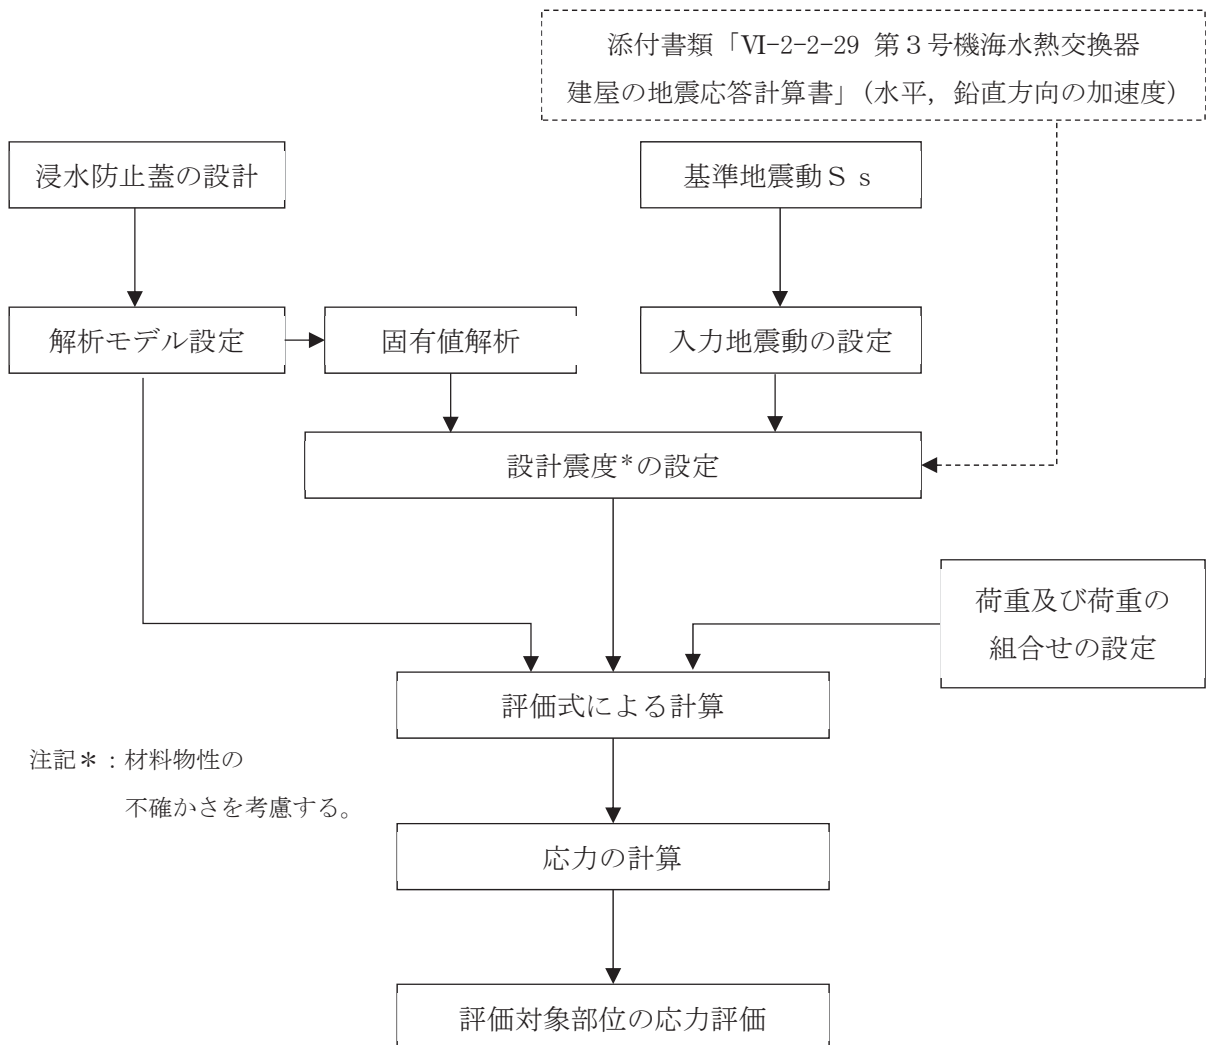 添付書類「Ⅵ-2-2-29 第３号機海水熱交換器
建屋の地震応答計算書」（水平，鉛直方向の加速度）
浸水防止蓋の設計
基準地震動Ｓｓ
解析モデル設定
固有値解析
入力地震動の設定
設計震度*の設定
荷重及び荷重の
組合せの設定
評価式による計算
注記＊：材料物性の
不確かさを考慮する。
応力の計算
評価対象部位の応力評価